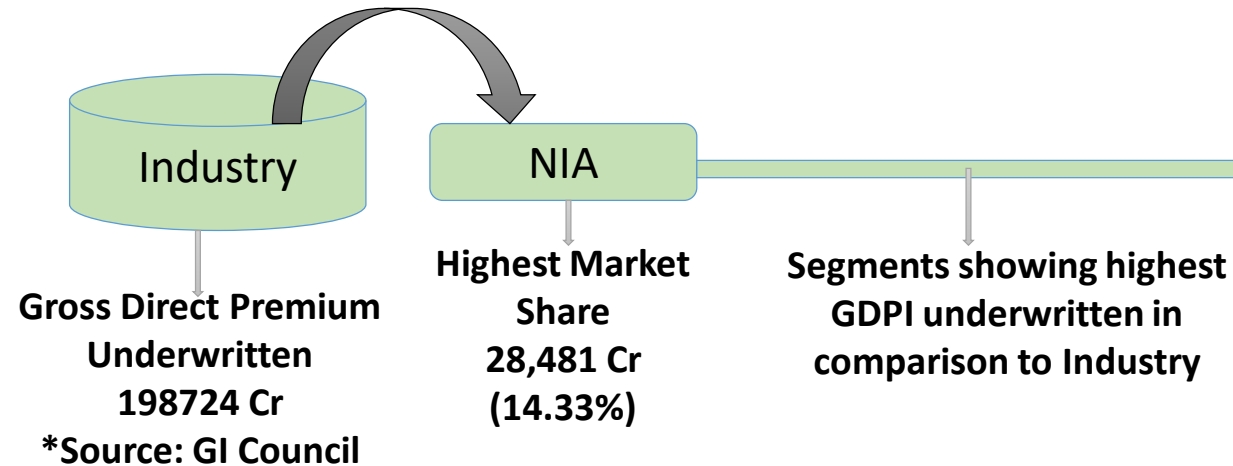 Industry
NIA
Gross Direct Premium
Underwritten
198724 Cr
*Source: GI Council
Highest Market
Share
28,481 Cr
(14.33%)
Segments showing highest
GDPI underwritten in
comparison to Industry